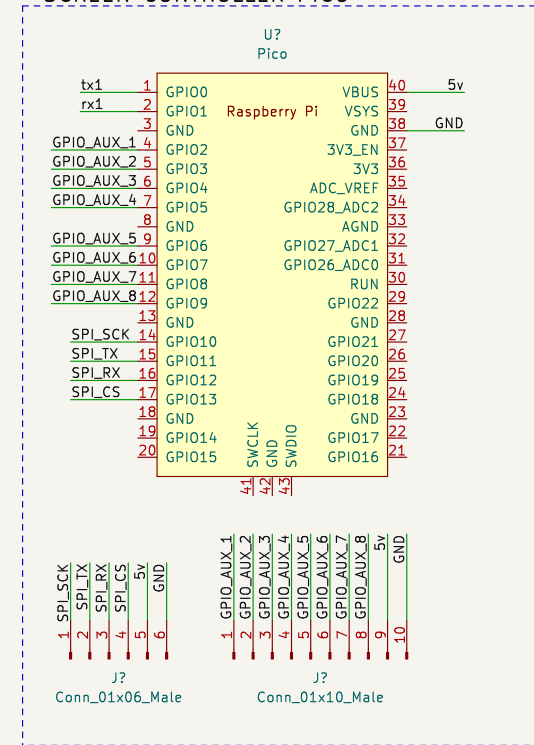 SCREEN CONTROLLER PICO
U?
Pico
tx1 1 GPIO0 VBUS 40 5v
rx1 2 GPIO1 Raspberry Pi VSYS 39
3 GND GND 38 GND
GPIO_AUX_1 4 GPIO2 3V3_EN 37
GPIO_AUX_2 5 GPIO3 3V3 36
GPIO_AUX_3 6 GPIO4 ADC_VREF 35
GPIO_AUX_4 7 GPIO5 GPIO28_ADC2 34
8 GND AGND 33
GPIO_AUX_5 9 GPIO6 GPIO27_ADC1 32
GPIO_AUX_6 10 GPIO7 GPIO26_ADC0 31
GPIO_AUX_7 11 GPIO8 RUN 30
GPIO_AUX_8 12 GPIO9 GPIO22 29
13 GND GND 28
SPI_SCK 14 GPIO10 GPIO21 27
SPI_TX 15 GPIO11 GPIO20 26
SPI_RX 16 GPIO12 GPIO19 25
SPI_CS 17 GPIO13 GPIO18 24
18 GND GND 23
19 GPIO14 GPIO17 22
20 GPIO15 GPIO16 21
SWCLK GND SWDIO
41 42 43
SPI_SCK SPI_TX SPI_RX SPI_CS 5v GND
1 2 3 4 5 6
J?
Conn_01x06_Male
GPIO_AUX_1 GPIO_AUX_2 GPIO_AUX_3 GPIO_AUX_4 GPIO_AUX_5 GPIO_AUX_6 GPIO_AUX_7 GPIO_AUX_8 5v GND
1 2 3 4 5 6 7 8 9 10
J?
Conn_01x10_Male